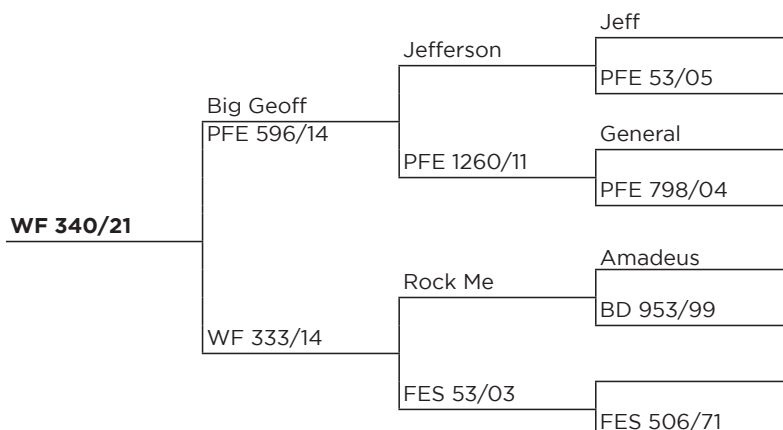 Jeff
Jefferson
PFE 53/05
Big Geoff
PFE 596/14
General
PFE 1260/11
PFE 798/04
WF 340/21
Amadeus
Rock Me
BD 953/99
WF 333/14
FES 53/03
FES 506/71